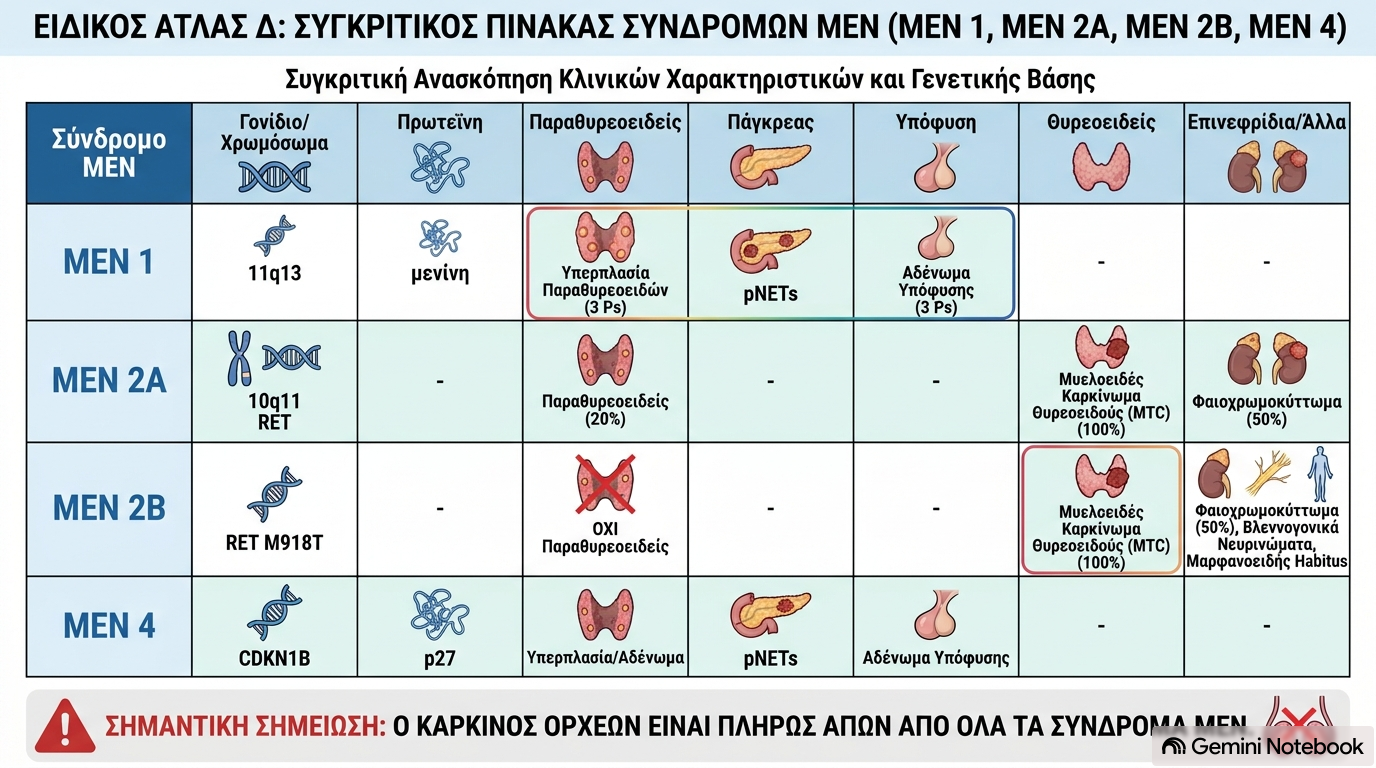 ΕΙΔΙΚΟΣ ΑΤΛΑΣ Δ: ΣΥΓΚΡΙΤΙΚΟΣ ΠΙΝΑΚΑΣ ΣΥΝΔΡΟΜΩΝ MEN (MEN 1, MEN 2A, MEN 2B, MEN 4)
Συγκριτική Ανασκόπηση Κλινικών Χαρακτηριστικών και Γενετικής Βάσης
Σύνδρομο
MEN
Γονίδιο/
Χρωμόσωμα
Πρωτεΐνη
Παραθυρεοειδείς
Πάγκρεας
Υπόφυση
Θυρεοειδείς
Επινεφρίδια/Άλλα
MEN 1
11q13
μενίνη
Υπερπλασία
Παραθυρεοειδών
(3 Ps)
pNETs
Αδένωμα
Υπόφυσης
(3 Ps)
-
-
MEN 2A
10q11
RET
-
Παραθυρεοειδείς
(20%)
-
-
Μυελοειδές
Καρκίνωμα
Θυρεοειδούς (MTC)
(100%)
Φαιοχρωμοκύττωμα
(50%)
MEN 2B
RET M918T
-
ΟΧΙ
Παραθυρεοειδείς
-
-
Μυελοειδές
Καρκίνωμα
Θυρεοειδούς (MTC)
(100%)
Φαιοχρωμοκύττωμα
(50%), Βλεννογονικά
Νευρινώματα,
Μαρφανοειδής Habitus
MEN 4
CDKN1B
p27
Υπερπλασία/Αδένωμα
pNETs
Αδένωμα Υπόφυσης
-
-
ΣΗΜΑΝΤΙΚΗ ΣΗΜΕΙΩΣΗ: Ο ΚΑΡΚΙΝΟΣ ΟΡΧΕΩΝ ΕΙΝΑΙ ΠΛΗΡΩΣ ΑΠΩΝ ΑΠΟ ΟΛΑ ΤΑ ΣΥΝΔΡΟΜΑ MEN.
Gemini Notebook